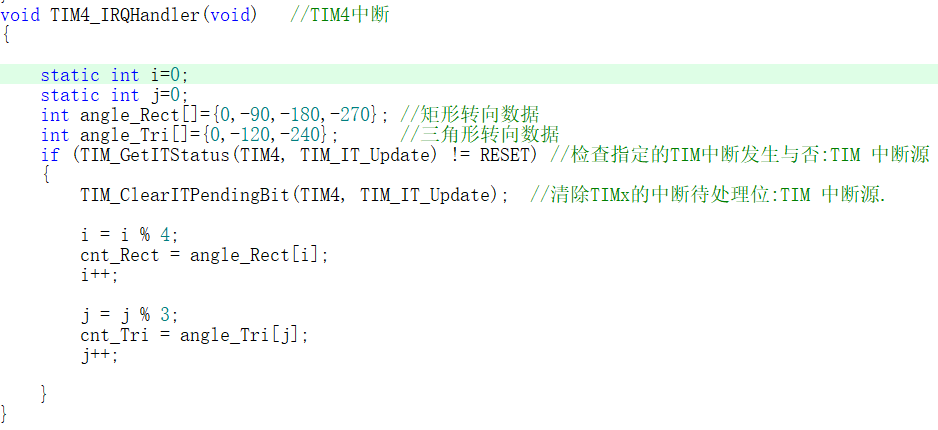 void TIM4_IRQHandler(void)   //TIM4中断
{
static int i=0;
static int j=0;
int angle_Rect[]={0,-90,-180,-270}; //矩形转向数据
int angle_Tri[]={0,-120,-240};      //三角形转向数据
if (TIM_GetITStatus(TIM4, TIM_IT_Update) != RESET) //检查指定的TIM中断发生与否:TIM 中断源
{
TIM_ClearITPendingBit(TIM4, TIM_IT_Update);  //清除TIMx的中断待处理位:TIM 中断源.
i = i % 4;
cnt_Rect = angle_Rect[i];
i++;
j = j % 3;
cnt_Tri = angle_Tri[j];
j++;
}
}